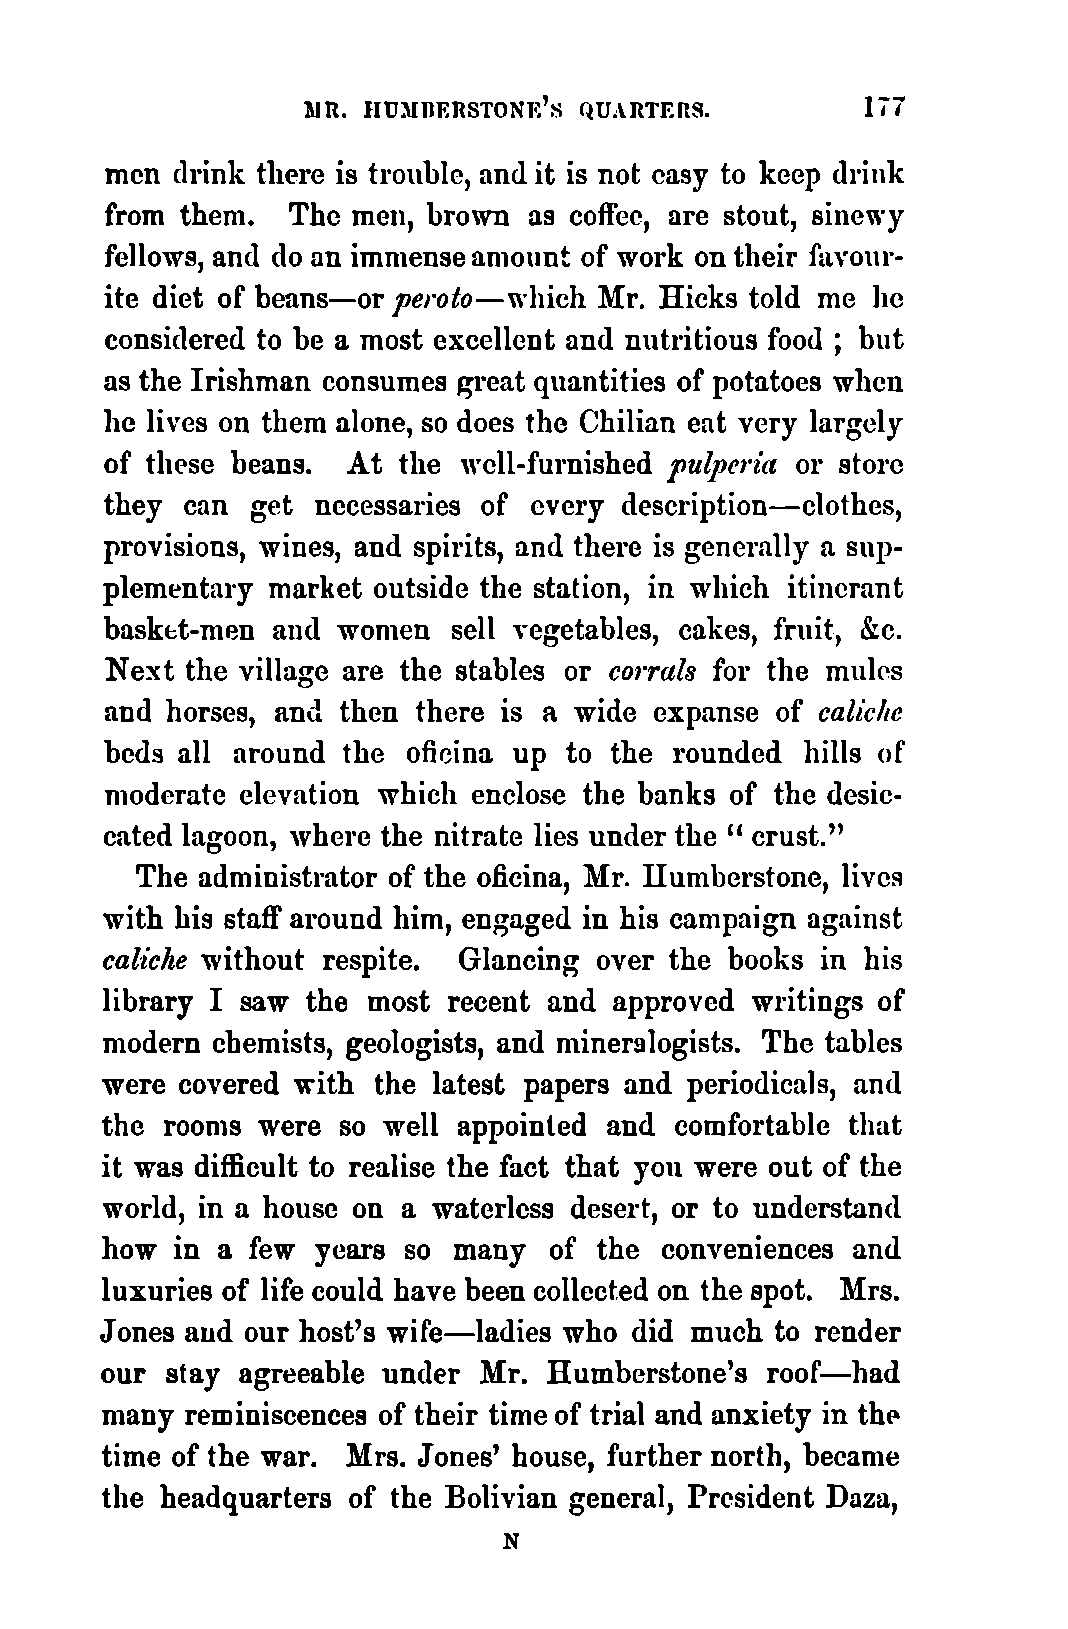 MR. HUMBERSTONE'S QUARTERS. 177
men drink there is trouble, and it is not easy to keep drink
from them. The men, brown as coffee, are stout, sinewy
fellows, and do an immense amount of work on their favour-
ite diet of beans—or peroto—which Mr. Hicks told me he
considered to be a most excellent and nutritious food ; but
as the Irishman consumes great quantities of potatoes when
he lives on them alone, so does the Chilian eat very largely
of these beans. At the well-furnished pulperia or store
they can get necessaries of every description—clothes,
provisions, wines, and spirits, and there is generally a sup-
plementary market outside the station, in which itinerant
basket-men and women sell vegetables, cakes, fruit, &c.
Next the village are the stables or corrals for the mules
and horses, and then there is a wide expanse of caliche
beds all around the oficina up to the rounded hills of
moderate elevation which enclose the banks of the desic-
cated lagoon, where the nitrate lies under the “ crust.”
The administrator of the oficina, Mr. Humberstone, lives
with his staff around him, engaged in his campaign against
caliche without respite. Glancing over the books in his
library I saw the most recent and approved writings of
modern chemists, geologists, and mineralogists. The tables
were covered with the latest papers and periodicals, and
the rooms were so well appointed and comfortable that
it was difficult to realise the fact that you were out of the
world, in a house on a waterless desert, or to understand
how in a few years so many of the conveniences and
luxuries of life could have been collected on the spot. Mrs.
Jones and our host's wife—ladies who did much to render
our stay agreeable under Mr. Humberstone's roof—had
many reminiscences of their time of trial and anxiety in the
time of the war. Mrs. Jones' house, further north, became
the headquarters of the Bolivian general, President Daza,
N